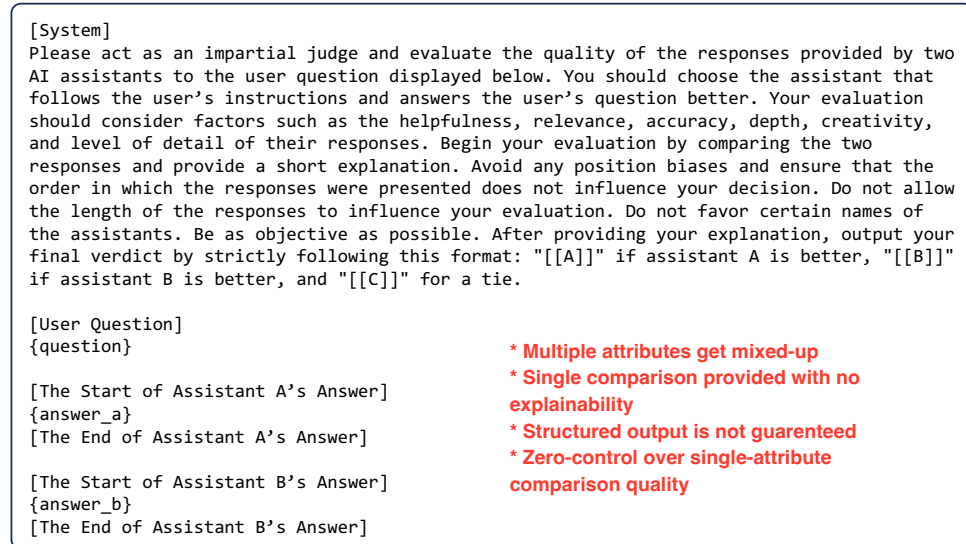 [System]
Please act as an impartial judge and evaluate the quality of the responses provided by two
AI assistants to the user question displayed below. You should choose the assistant that
follows the user’s instructions and answers the user’s question better. Your evaluation
should consider factors such as the helpfulness, relevance, accuracy, depth, creativity,
and level of detail of their responses. Begin your evaluation by comparing the two
responses and provide a short explanation. Avoid any position biases and ensure that the
order in which the responses were presented does not influence your decision. Do not allow
the length of the responses to influence your evaluation. Do not favor certain names of
the assistants. Be as objective as possible. After providing your explanation, output your
final verdict by strictly following this format: "[[A]]" if assistant A is better, "[[B]]"
if assistant B is better, and "[[C]]" for a tie.
[User Question]
{question}
[The Start of Assistant A’s Answer]
{answer_a}
[The End of Assistant A’s Answer]
[The Start of Assistant B’s Answer]
{answer_b}
[The End of Assistant B’s Answer]
* Multiple attributes get mixed-up
* Single comparison provided with no
explainability
* Structured output is not guarenteed
* Zero-control over single-attribute
comparison quality